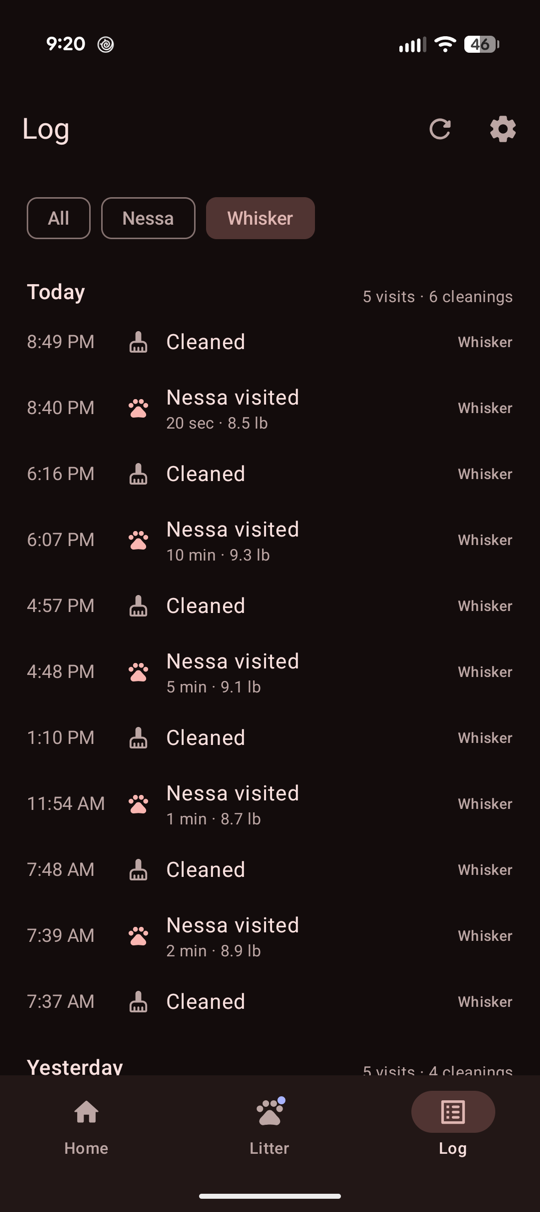 9:20
46
Log
All
Nessa
Whisker
Today
5 visits · 6 cleanings
8:49 PM Cleaned Whisker
8:40 PM Nessa visited Whisker
20 sec · 8.5 lb
6:16 PM Cleaned Whisker
6:07 PM Nessa visited Whisker
10 min · 9.3 lb
4:57 PM Cleaned Whisker
4:48 PM Nessa visited Whisker
5 min · 9.1 lb
1:10 PM Cleaned Whisker
11:54 AM Nessa visited Whisker
1 min · 8.7 lb
7:48 AM Cleaned Whisker
7:39 AM Nessa visited Whisker
2 min · 8.9 lb
7:37 AM Cleaned Whisker
Yesterday
5 visits · 4 cleanings
Home
Litter
Log